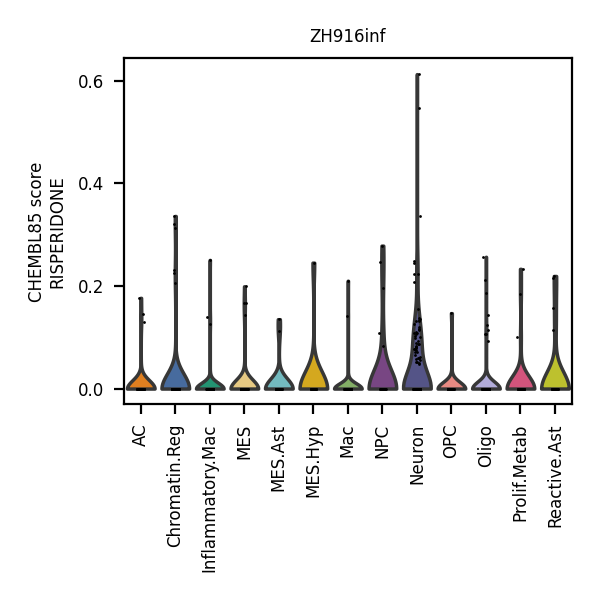 ZH916inf
CHEMBL85 score
RISPERIDONE
0.6
0.4
0.2
0.0
AC
Chromatin.Reg
Inflammatory.Mac
MES
MES.Ast
MES.Hyp
Mac
NPC
Neuron
OPC
Oligo
Prolif.Metab
Reactive.Ast